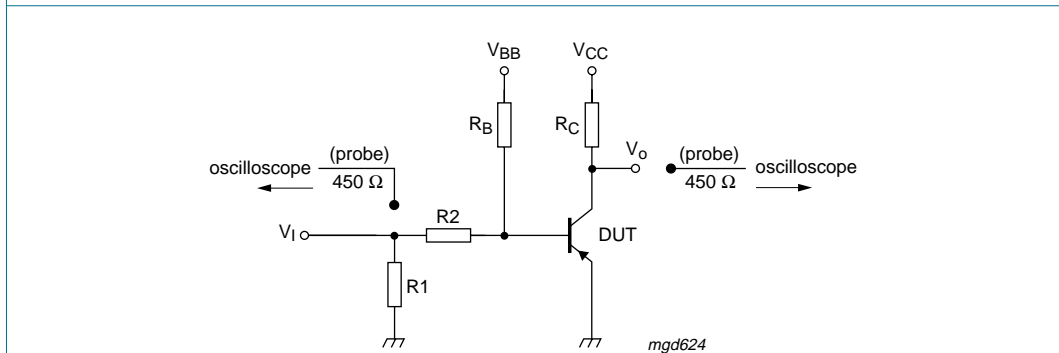 VBB VCC
RB RC
(probe) Vo (probe)
oscilloscope 450 Ω 450 Ω oscilloscope
R2
VI DUT
R1
mgd624